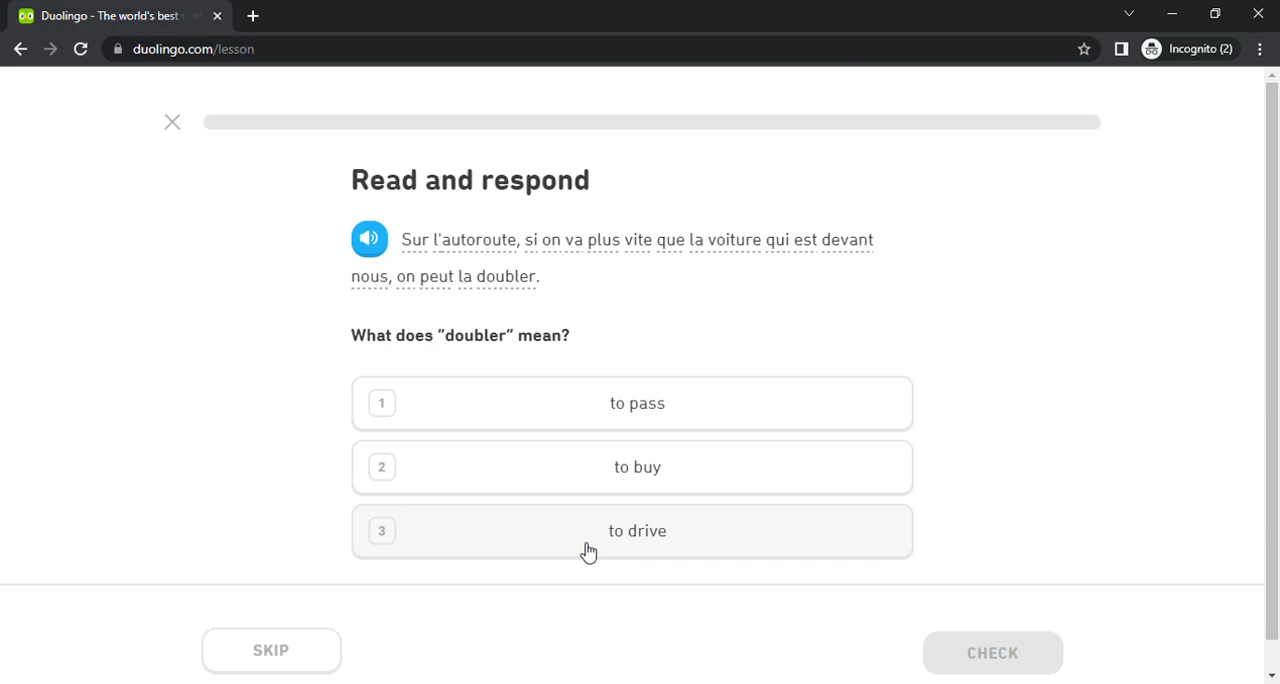 Duolingo - The world's best
duolingo.com/lesson
Incognito (2)
Read and respond
Sur l'autoroute, si on va plus vite que la voiture qui est devant
nous, on peut la doubler.
What does "doubler" mean?
1 to pass
2 to buy
3 to drive
SKIP
CHECK